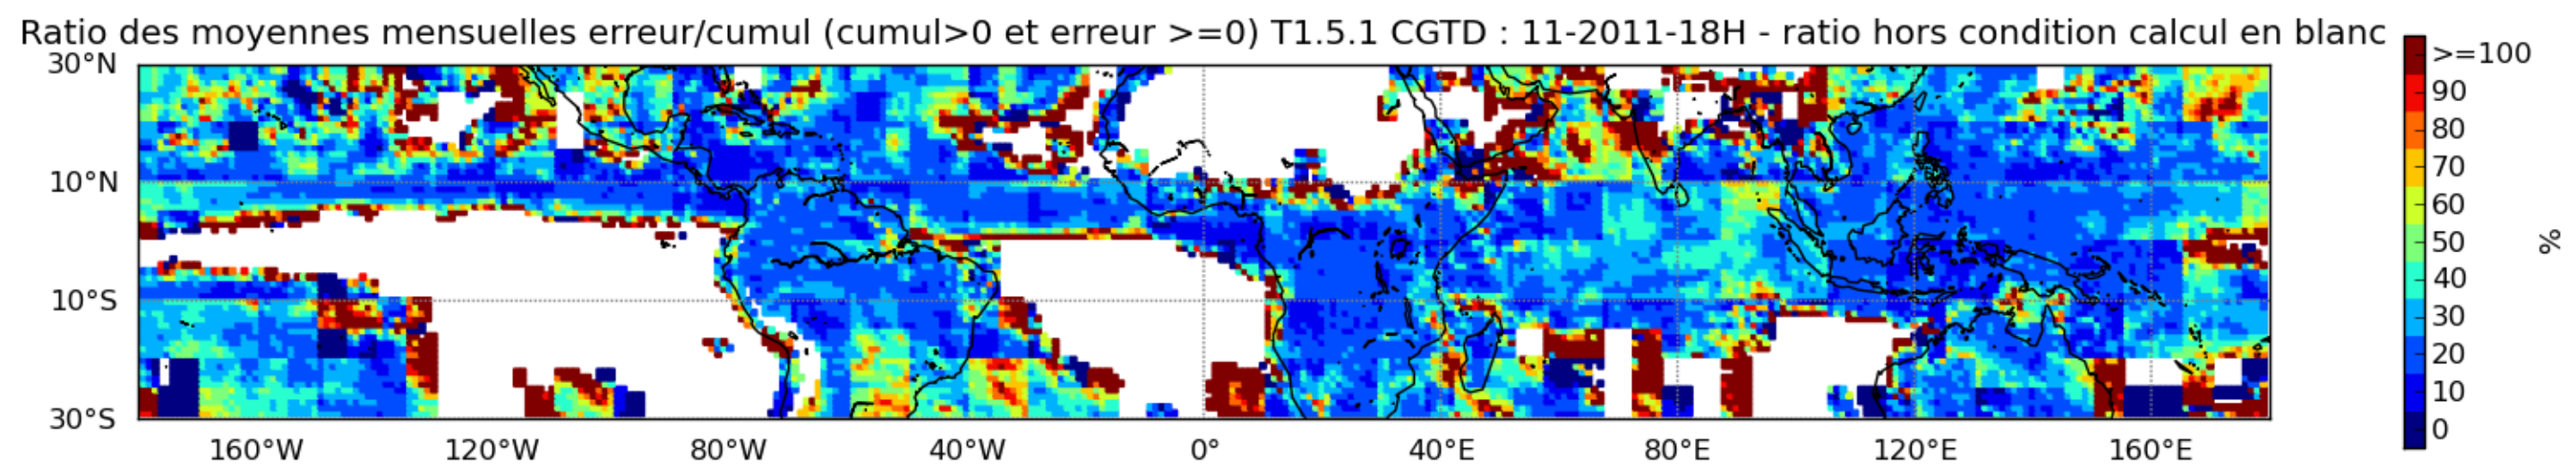 Ratio des moyennes mensuelles erreur/cumul (cumul>0 et erreur >=0) T1.5.1 CGTD : 11-2011-18H - ratio hors condition calcul en blanc
30°N
10°N
10°S
30°S
160°W 120°W 80°W 40°W 0° 40°E 80°E 120°E 160°E
>=100
90
80
70
60
50
40
30
20
10
0
%